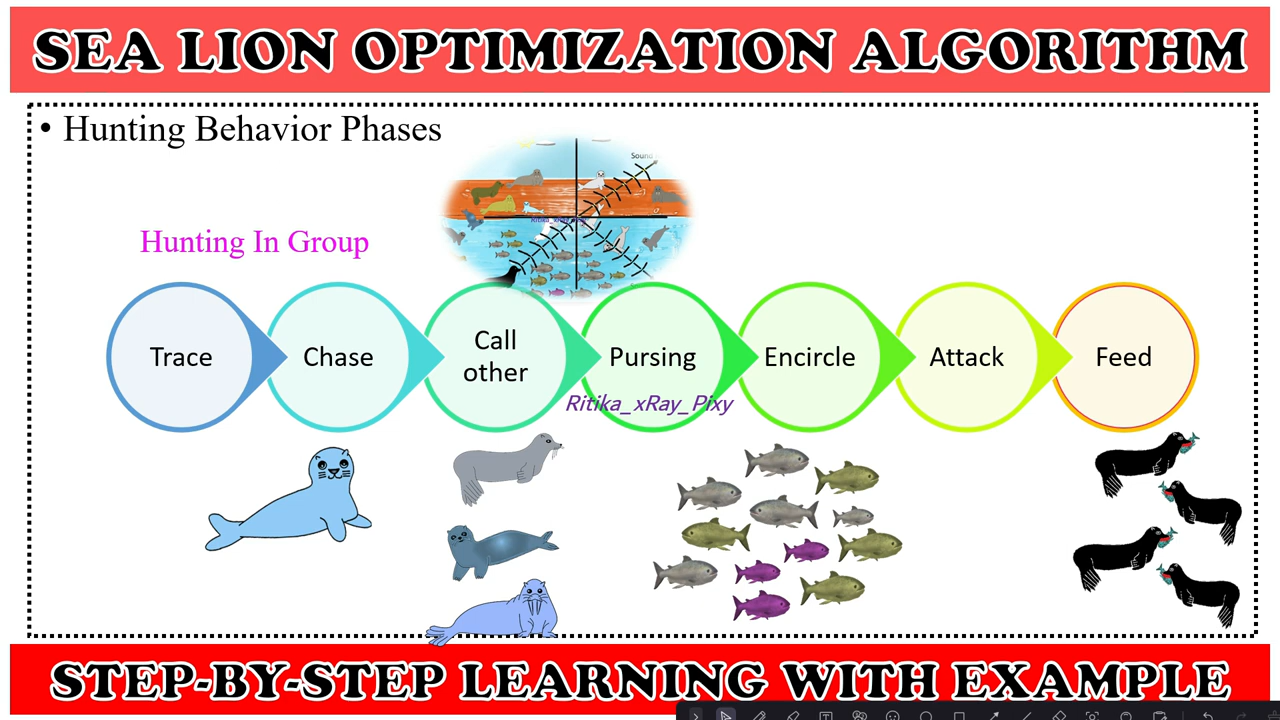 SEA LION OPTIMIZATION ALGORITHM
• Hunting Behavior Phases
Sound
Hunting In Group
Trace
Chase
Call
other
Pursing
Encircle
Attack
Feed
Ritika_xRay_Pixy
STEP-BY-STEP LEARNING WITH EXAMPLE